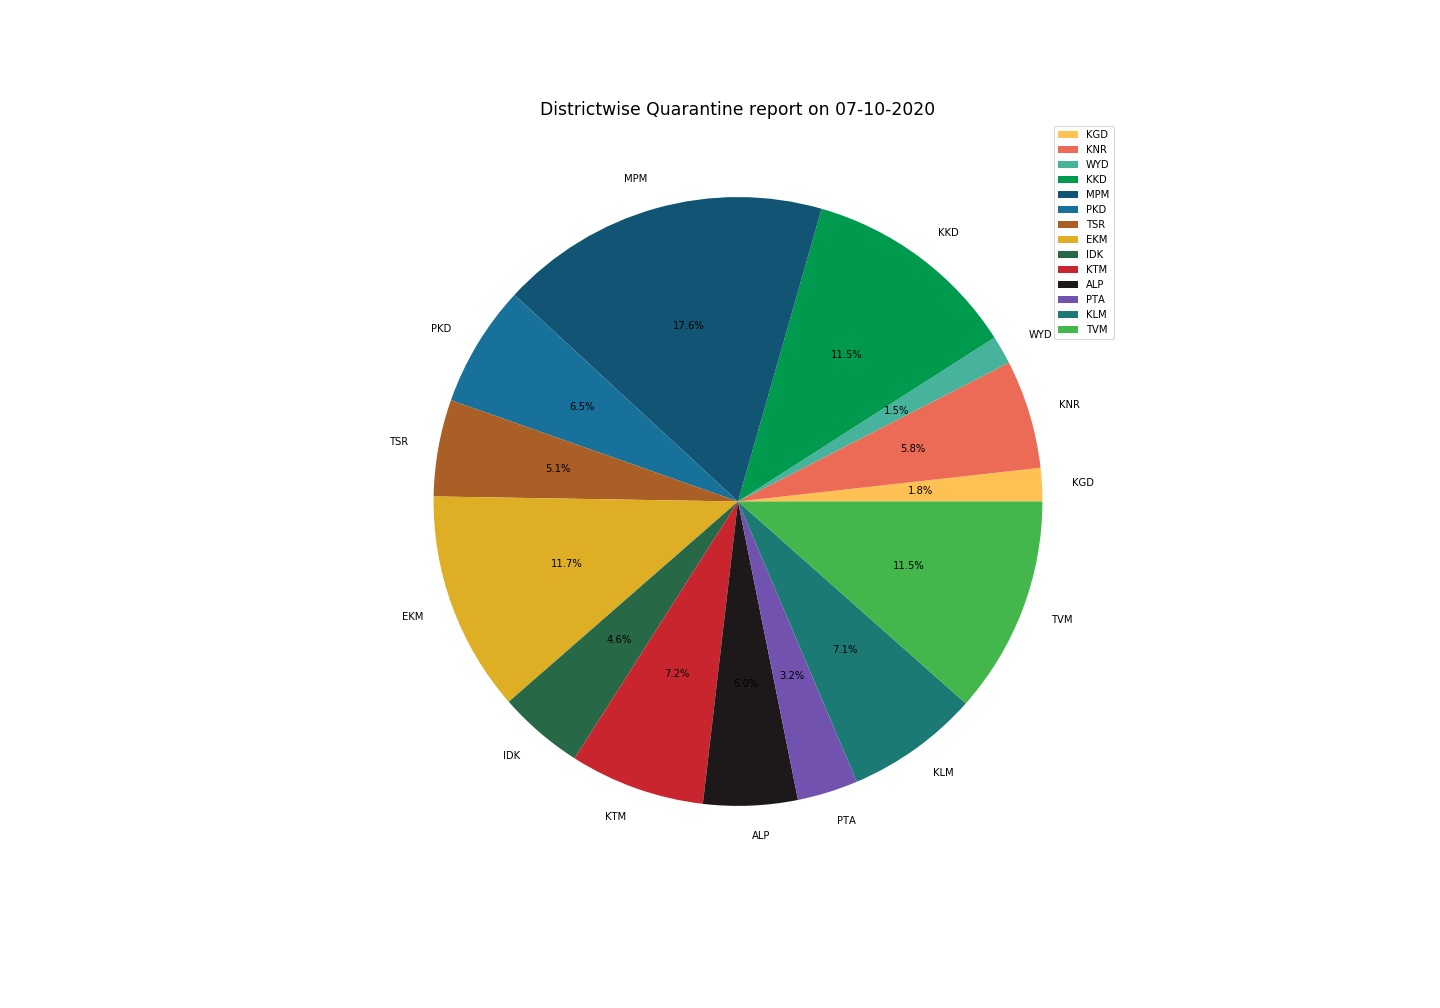 Districtwise Quarantine report on 07-10-2020
KGD
KNR
WYD
KKD
MPM
PKD
TSR
EKM
IDK
KTM
ALP
PTA
KLM
TVM
MPM
KKD
WYD
KNR
KGD
PKD
TSR
EKM
IDK
KTM
ALP
PTA
KLM
TVM
17.6%
11.5%
1.5%
5.8%
1.8%
6.5%
5.1%
11.7%
4.6%
7.2%
5.0%
3.2%
7.1%
11.5%